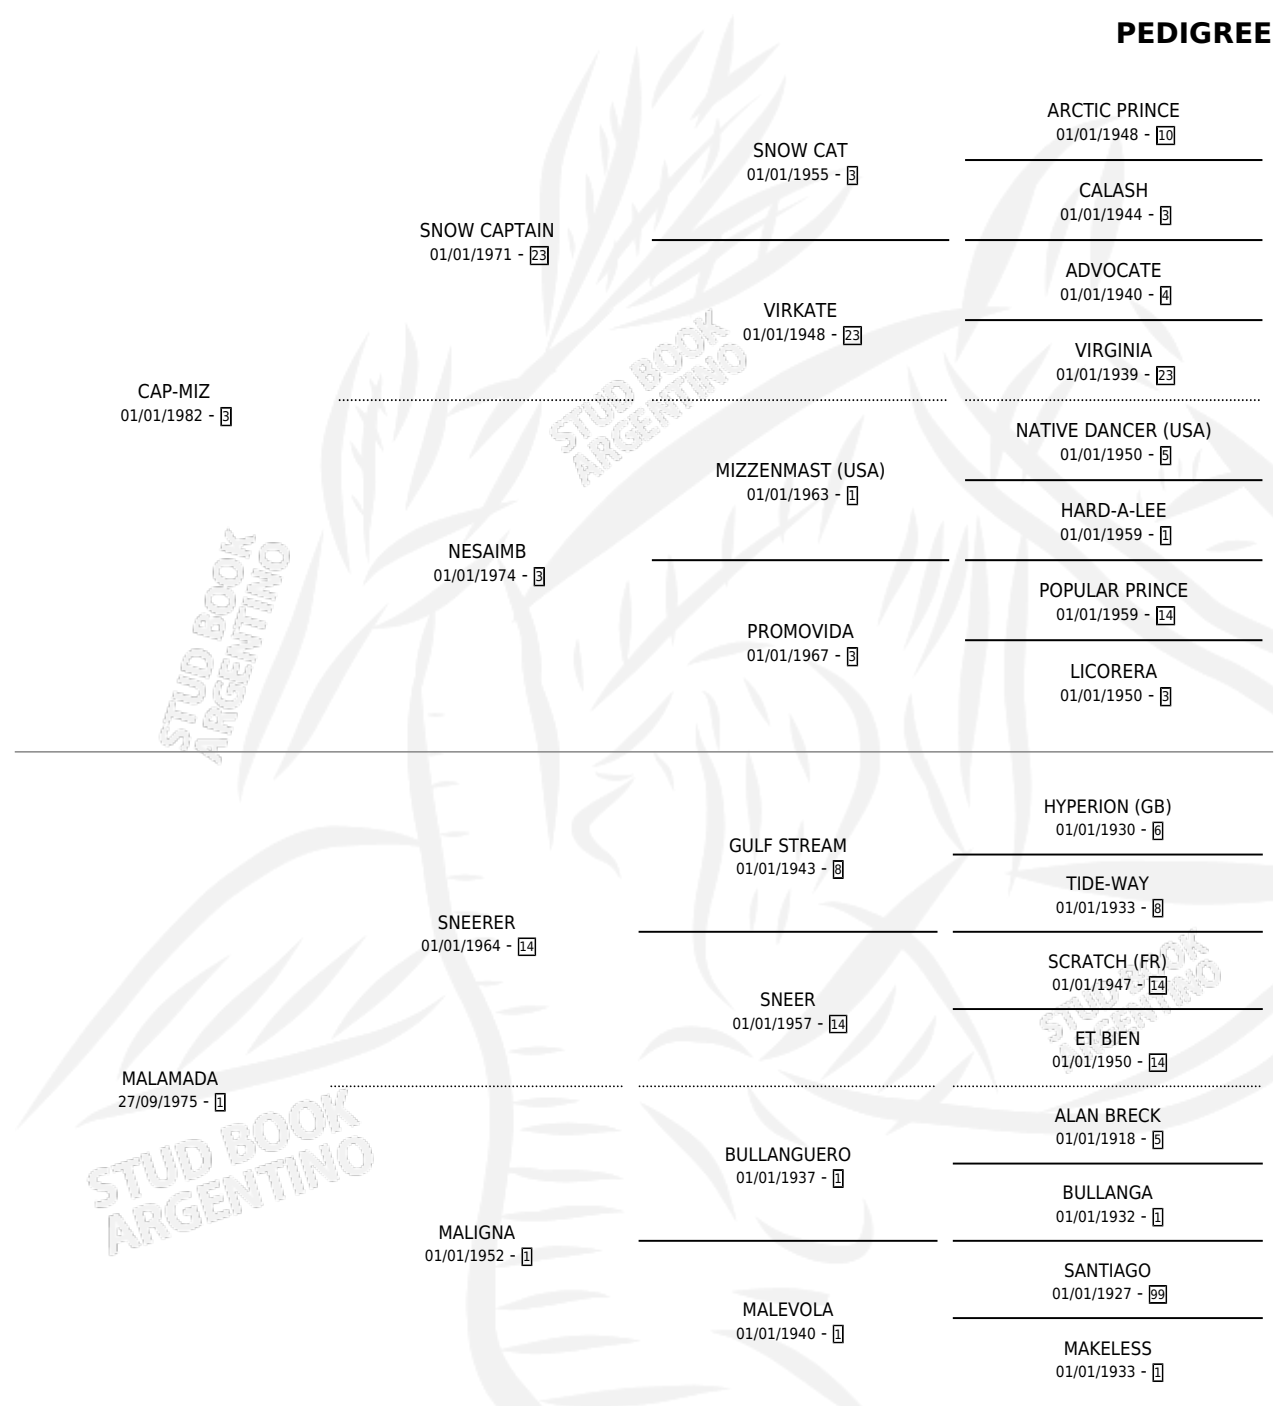 PEDIGREE
ARCTIC PRINCE
01/01/1948 - 10
SNOW CAT
01/01/1955 - 3
CALASH
01/01/1944 - 3
SNOW CAPTAIN
01/01/1971 - 23
ADVOCATE
01/01/1940 - 4
VIRKATE
01/01/1948 - 23
VIRGINIA
01/01/1939 - 23
CAP-MIZ
01/01/1982 - 3
NATIVE DANCER (USA)
01/01/1950 - 5
MIZZENMAST (USA)
01/01/1963 - 1
HARD-A-LEE
01/01/1959 - 1
NESAIMB
01/01/1974 - 3
POPULAR PRINCE
01/01/1959 - 14
PROMOVIDA
01/01/1967 - 3
LICORERA
01/01/1950 - 3
STUD BOOK
ARGENTINO
STUD BOOK
ARGENTINO
HYPERION (GB)
01/01/1930 - 6
GULF STREAM
01/01/1943 - 8
TIDE-WAY
01/01/1933 - 8
SNEERER
01/01/1964 - 14
SCRATCH (FR)
01/01/1947 - 14
SNEER
01/01/1957 - 14
ET BIEN
01/01/1950 - 14
MALAMADA
27/09/1975 - 1
ALAN BRECK
01/01/1918 - 5
BULLANGUERO
01/01/1937 - 1
BULLANGA
01/01/1932 - 1
MALIGNA
01/01/1952 - 1
SANTIAGO
01/01/1927 - 99
MALEVOLA
01/01/1940 - 1
MAKELESS
01/01/1933 - 1
STUD BOOK
ARGENTINO
STUD BOOK
ARGENTINO